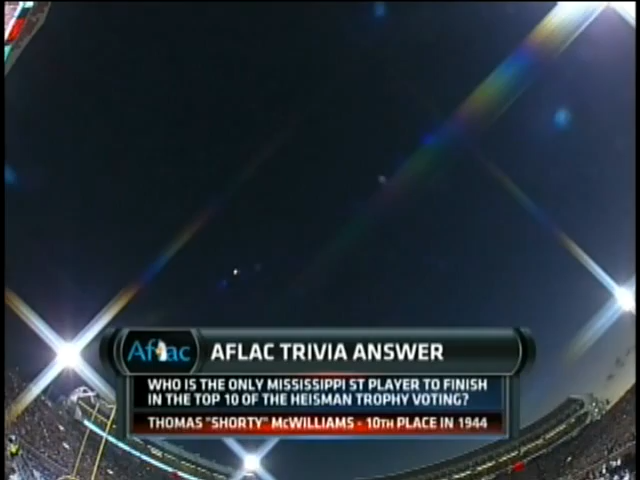 Aflac AFLAC TRIVIA ANSWER
WHO IS THE ONLY MISSISSIPPI ST PLAYER TO FINISH
IN THE TOP 10 OF THE HEISMAN TROPHY VOTING?
THOMAS "SHORTY" McWILLIAMS - 10TH PLACE IN 1944